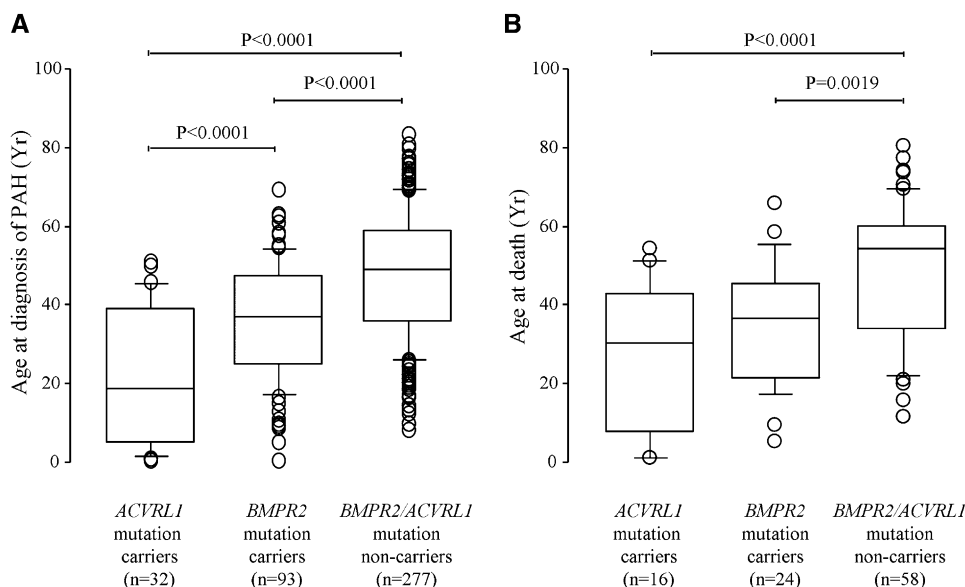 A
P<0.0001
P<0.0001
P<0.0001
Age at diagnosis of PAH (Yr)
100
80
60
40
20
0
ACVRL1
mutation
carriers
(n=32)
BMPR2
mutation
carriers
(n=93)
BMPR2/ACVRL1
mutation
non-carriers
(n=277)
B
P<0.0001
P=0.0019
Age at death (Yr)
100
80
60
40
20
0
ACVRL1
mutation
carriers
(n=16)
BMPR2
mutation
carriers
(n=24)
BMPR2/ACVRL1
mutation
non-carriers
(n=58)